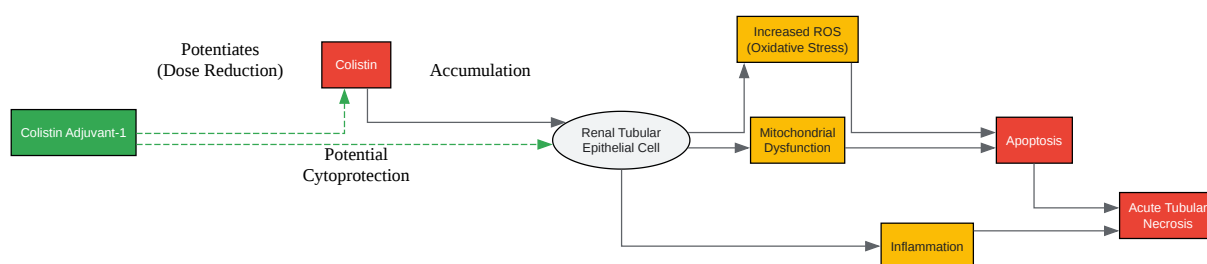 Increased ROS
(Oxidative Stress)
Potentiates
(Dose Reduction)
Colistin
Accumulation
Colistin Adjuvant-1
Renal Tubular
Epithelial Cell
Mitochondrial
Dysfunction
Apoptosis
Potential
Cytoprotection
Acute Tubular
Necrosis
Inflammation